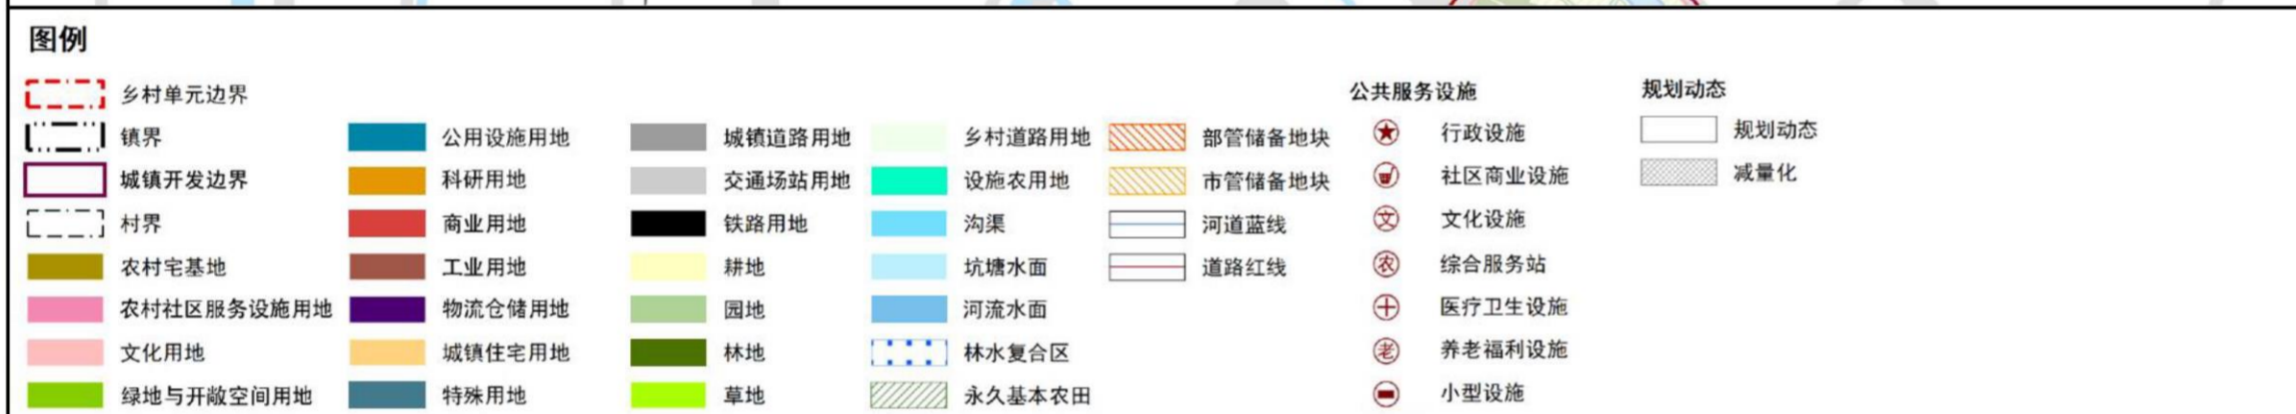 图例
乡村单元边界
镇界
城镇开发边界
村界
农村宅基地
农村社区服务设施用地
文化用地
绿地与开敞空间用地
公用设施用地
科研用地
商业用地
工业用地
物流仓储用地
城镇住宅用地
特殊用地
城镇道路用地
交通场站用地
铁路用地
耕地
园地
林地
草地
乡村道路用地
设施农用地
沟渠
坑塘水面
河流水面
林水复合区
永久基本农田
部管储备地块
市管储备地块
河道蓝线
道路红线
公共服务设施
行政设施
社区商业设施
文 文化设施
农 综合服务站
医疗卫生设施
老 养老福利设施
小型设施
规划动态
规划动态
减量化